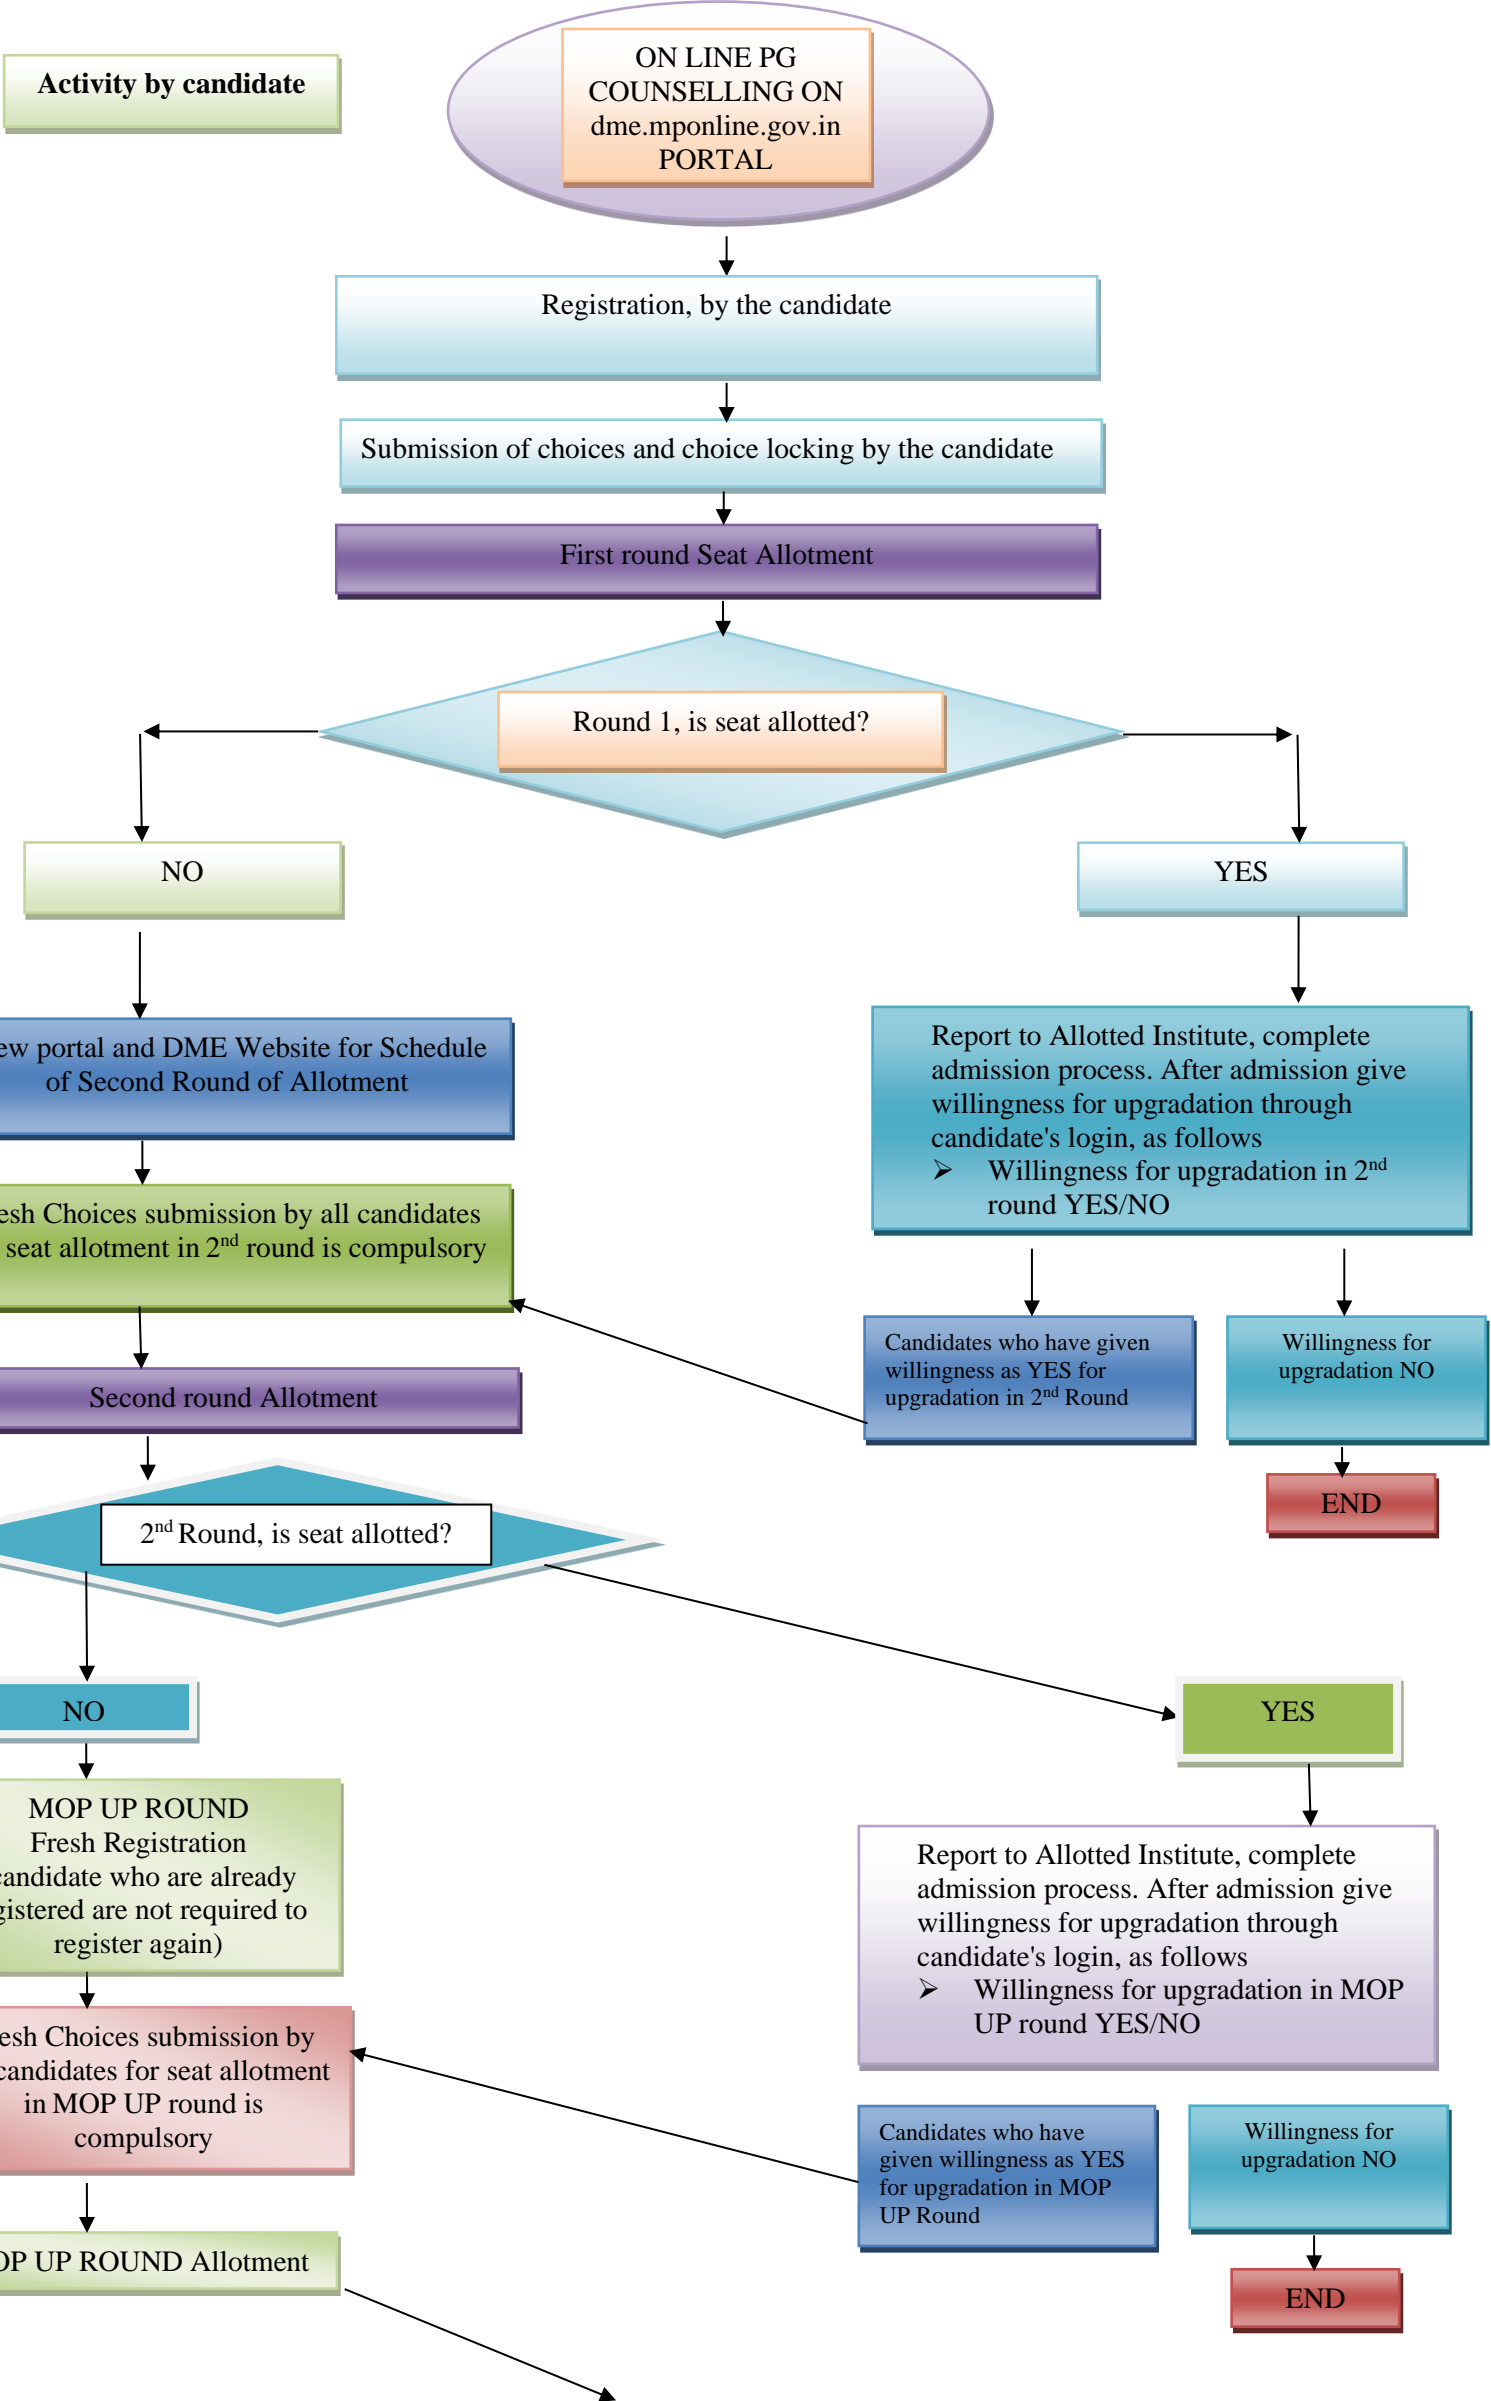 Activity by candidate
ON LINE PG
COUNSELLING ON
dme.mponline.gov.in
PORTAL
Registration, by the candidate
Submission of choices and choice locking by the candidate
First round Seat Allotment
Round 1, is seat allotted?
NO
YES
portal and DME Website for Schedule
of Second Round of Allotment
Report to Allotted Institute, complete
admission process. After admission give
willingness for upgradation through
candidate's login, as follows
➢ Willingness for upgradation in 2nd
round YES/NO
Choices submission by all candidates
seat allotment in 2nd round is compulsory
Candidates who have given
willingness as YES for
upgradation in 2nd Round
Willingness for
upgradation NO
Second round Allotment
END
2nd Round, is seat allotted?
NO
YES
MOP UP ROUND
Fresh Registration
candidate who are already
are not required to
register again)
Report to Allotted Institute, complete
admission process. After admission give
willingness for upgradation through
candidate's login, as follows
➢ Willingness for upgradation in MOP
UP round YES/NO
Choices submission by
candidates for seat allotment
in MOP UP round is
compulsory
Candidates who have
given willingness as YES
for upgradation in MOP
UP Round
Willingness for
upgradation NO
UP ROUND Allotment
END